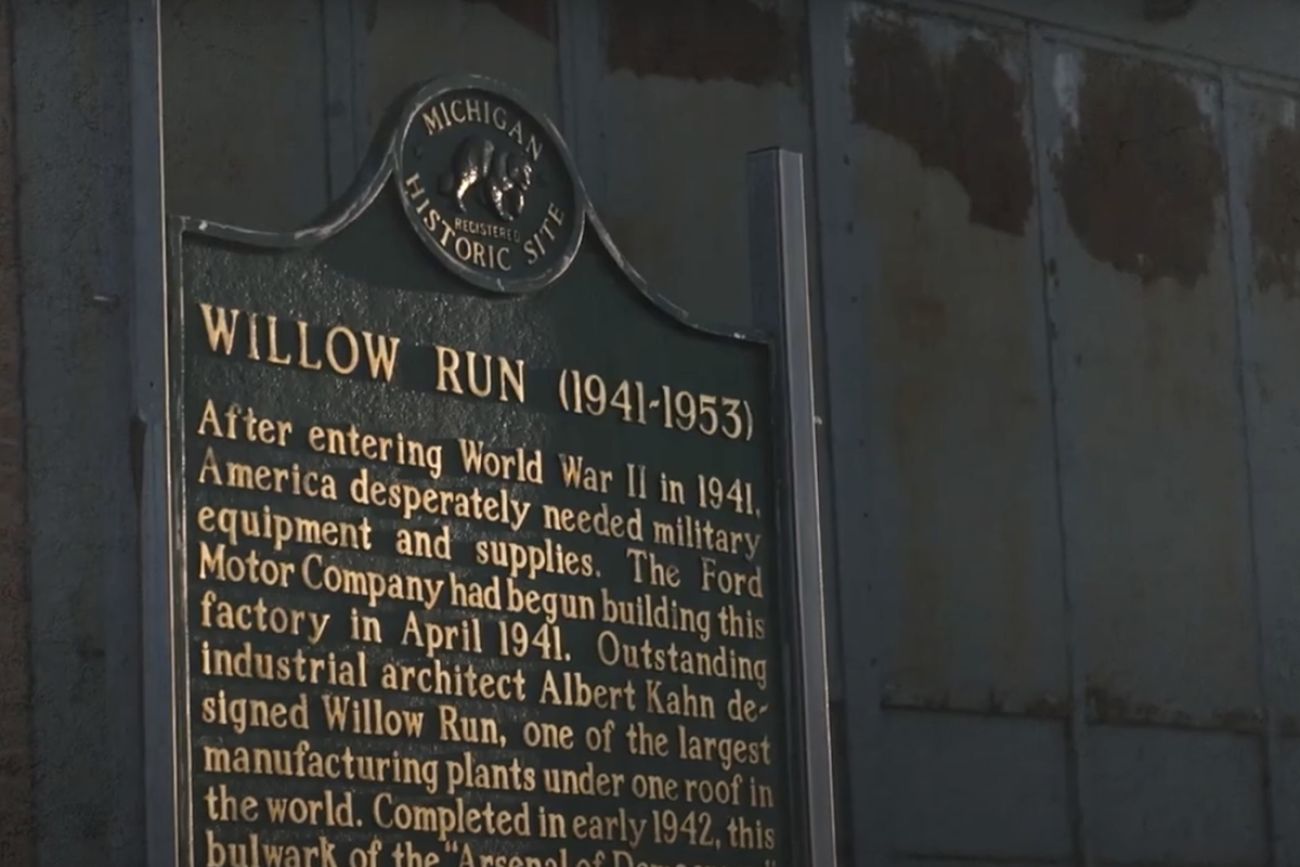 MICHIGAN
REGISTERED
HISTORIC SITE
WILLOW RUN (1941-1953)
After entering World War II in 1941,
America desperately needed military
equipment and supplies. The Ford
Motor Company had begun building this
factory in April 1941. Outstanding
industrial architect Albert Kahn de-
signed Willow Run, one of the largest
manufacturing plants under one roof in
the world. Completed in early 1942, this
bulwark of the "Arsenal of